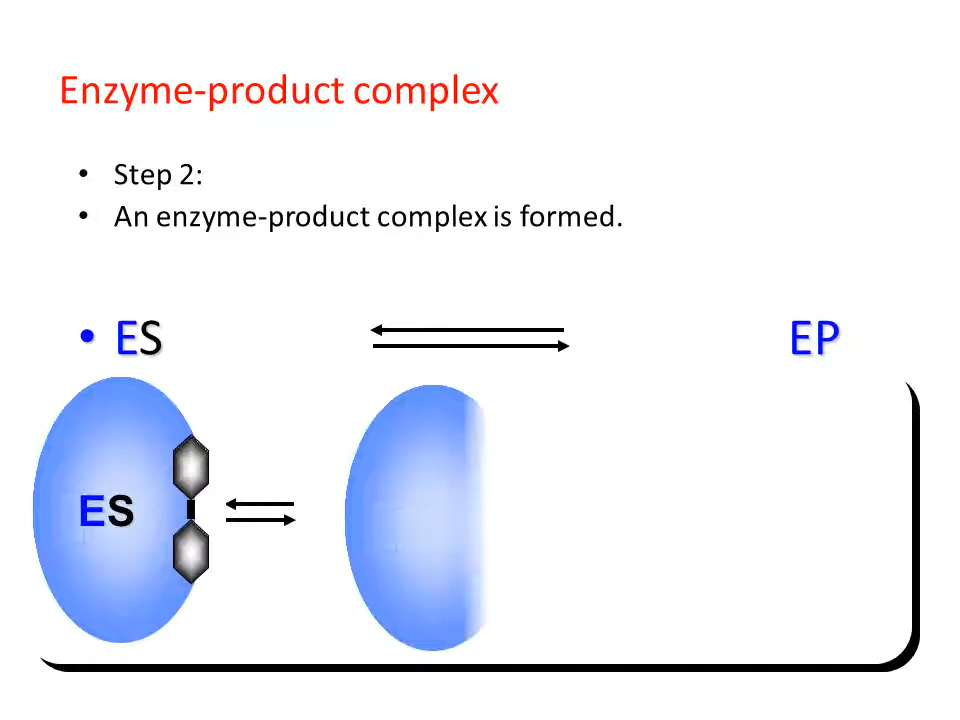 Enzyme-product complex
• Step 2:
• An enzyme-product complex is formed.
• ES EP
ES